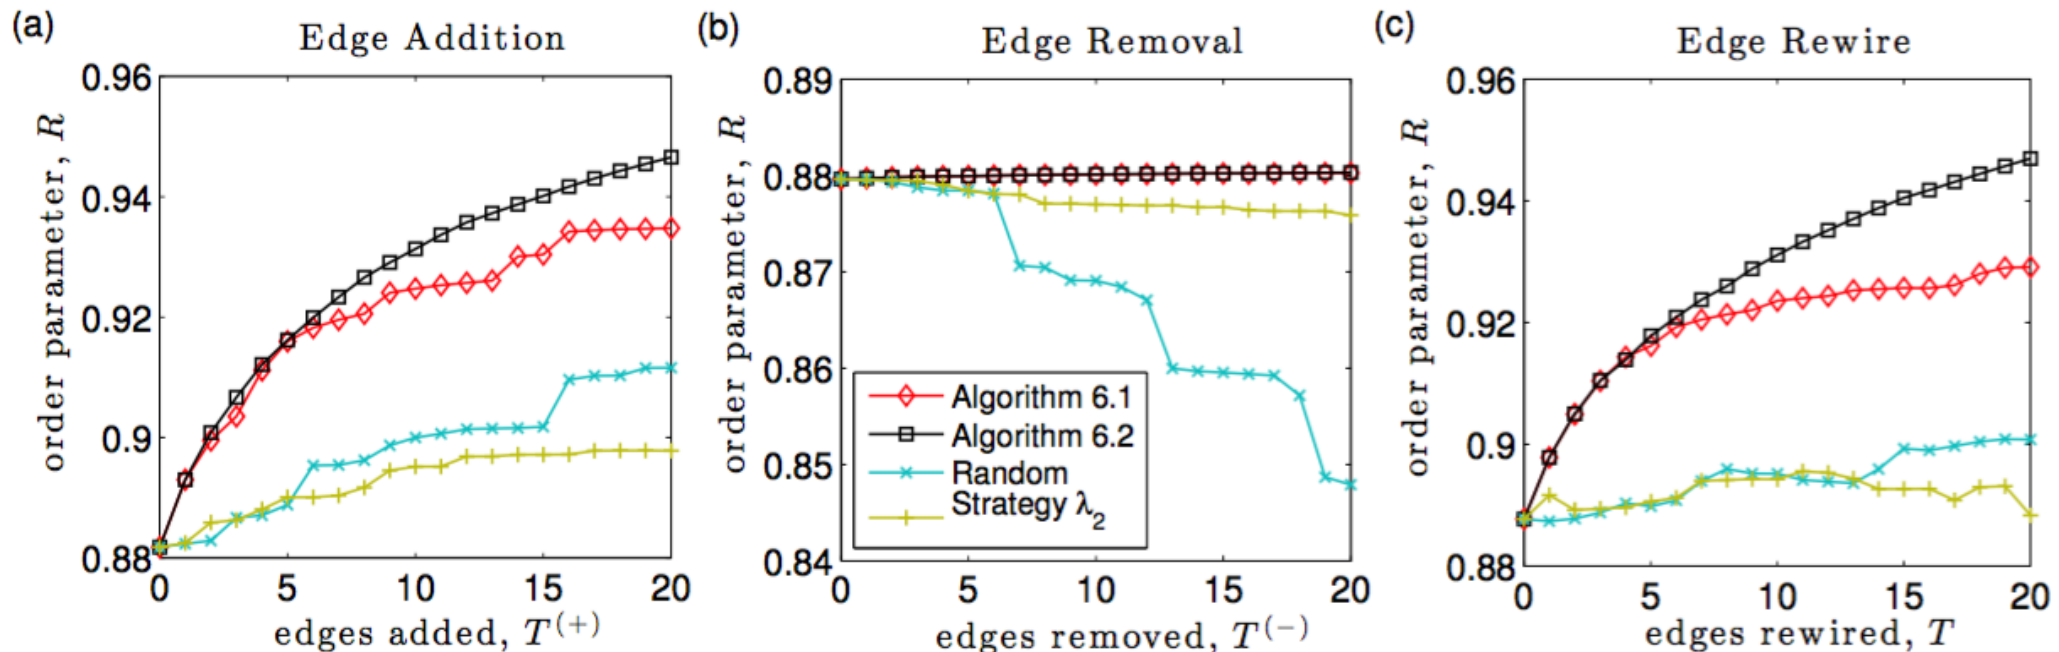 (a)
Edge Addition
0.96
0.94
0.92
0.9
0.88
order parameter, R
0 5 10 15 20
edges added, T(+)
(b)
Edge Removal
0.89
0.88
0.87
0.86
0.85
0.84
order parameter, R
Algorithm 6.1
Algorithm 6.2
Random
Strategy λ2
0 5 10 15 20
edges removed, T(−)
(c)
Edge Rewire
0.96
0.94
0.92
0.9
0.88
order parameter, R
0 5 10 15 20
edges rewired, T